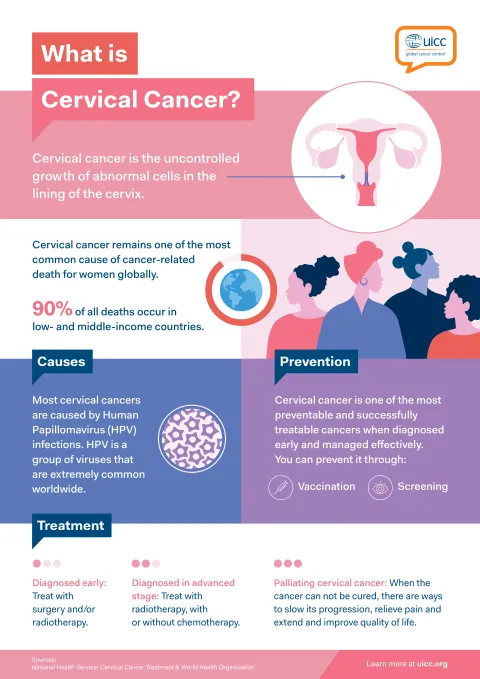 What is
Cervical Cancer?
uicc
global cancer control
Cervical cancer is the uncontrolled
growth of abnormal cells in the
lining of the cervix.
Cervical cancer remains one of the most
common cause of cancer-related
death for women globally.
90% of all deaths occur in
low- and middle-income countries.
Causes
Most cervical cancers
are caused by Human
Papillomavirus (HPV)
infections. HPV is a
group of viruses that
are extremely common
worldwide.
Prevention
Cervical cancer is one of the most
preventable and successfully
treatable cancers when diagnosed
early and managed effectively.
You can prevent it through:
Vaccination
Screening
Treatment
Diagnosed early:
Treat with
surgery and/or
radiotherapy.
Diagnosed in advanced
stage: Treat with
radiotherapy, with
or without chemotherapy.
Palliating cervical cancer: When the
cancer can not be cured, there are ways
to slow its progression, relieve pain and
extend and improve quality of life.
Sources:
National Health Service: Cervical Cancer Treatment & World Health Organization
Learn more at uicc.org